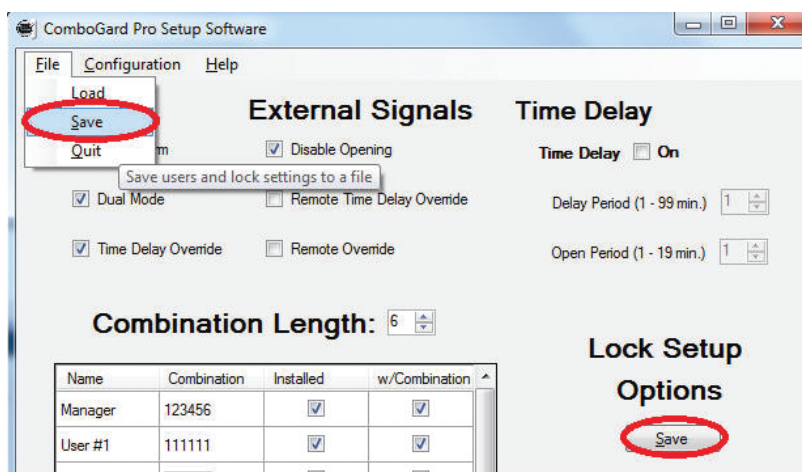 ComboGard Pro Setup Software
File Configuration Help
Load
Save
Quit
Save users and lock settings to a file
External Signals
Time Delay
m
Disable Opening
Time Delay On
Dual Mode
Remote Time Delay Override
Delay Period (1 - 99 min.) 1
Time Delay Override
Remote Override
Open Period (1 - 19 min.) 1
Combination Length: 6
Name Combination Installed w/Combination
Manager 123456
User #1 111111
Lock Setup
Options
Save